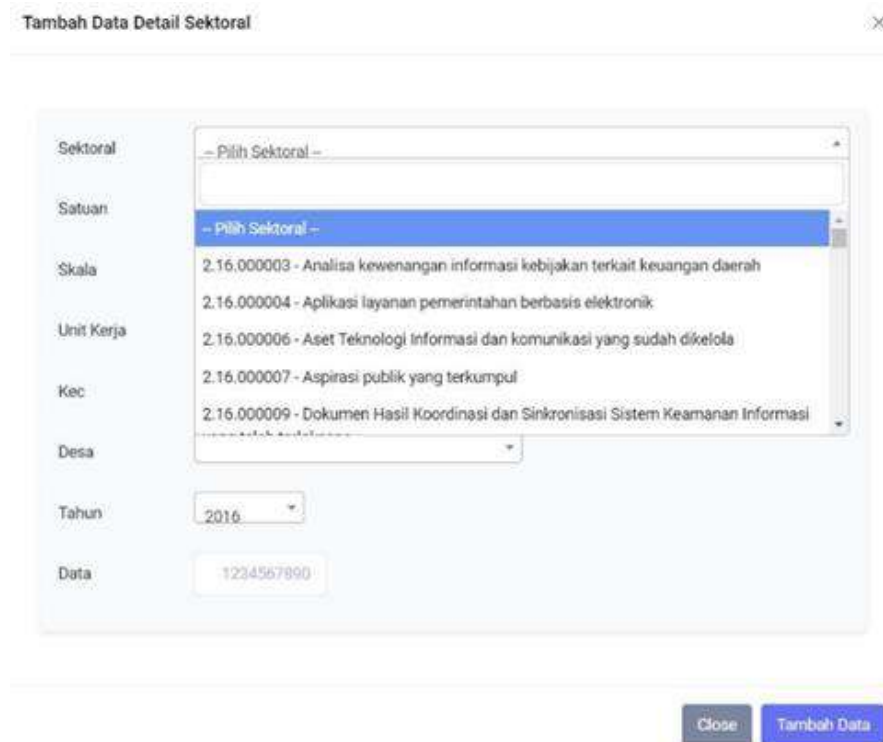 Tambah Data Detail Sektoral
Sektoral
-- Pilih Sektoral --
Satuan
-- Pilih Sektoral --
Skala
2.16.000003 - Analisa kewenangan informasi kebijakan terkait keuangan daerah
2.16.000004 - Aplikasi layanan pemerintahan berbasis elektronik
Unit Kerja
2.16.000006 - Aset Teknologi Informasi dan komunikasi yang sudah dikelola
2.16.000007 - Aspirasi publik yang terkumpul
Kec
2.16.000009 - Dokumen Hasil Koordinasi dan Sinkronisasi Sistem Keamanan Informasi
Desa
Tahun
2016
Data
1234567890
Close
Tambah Data